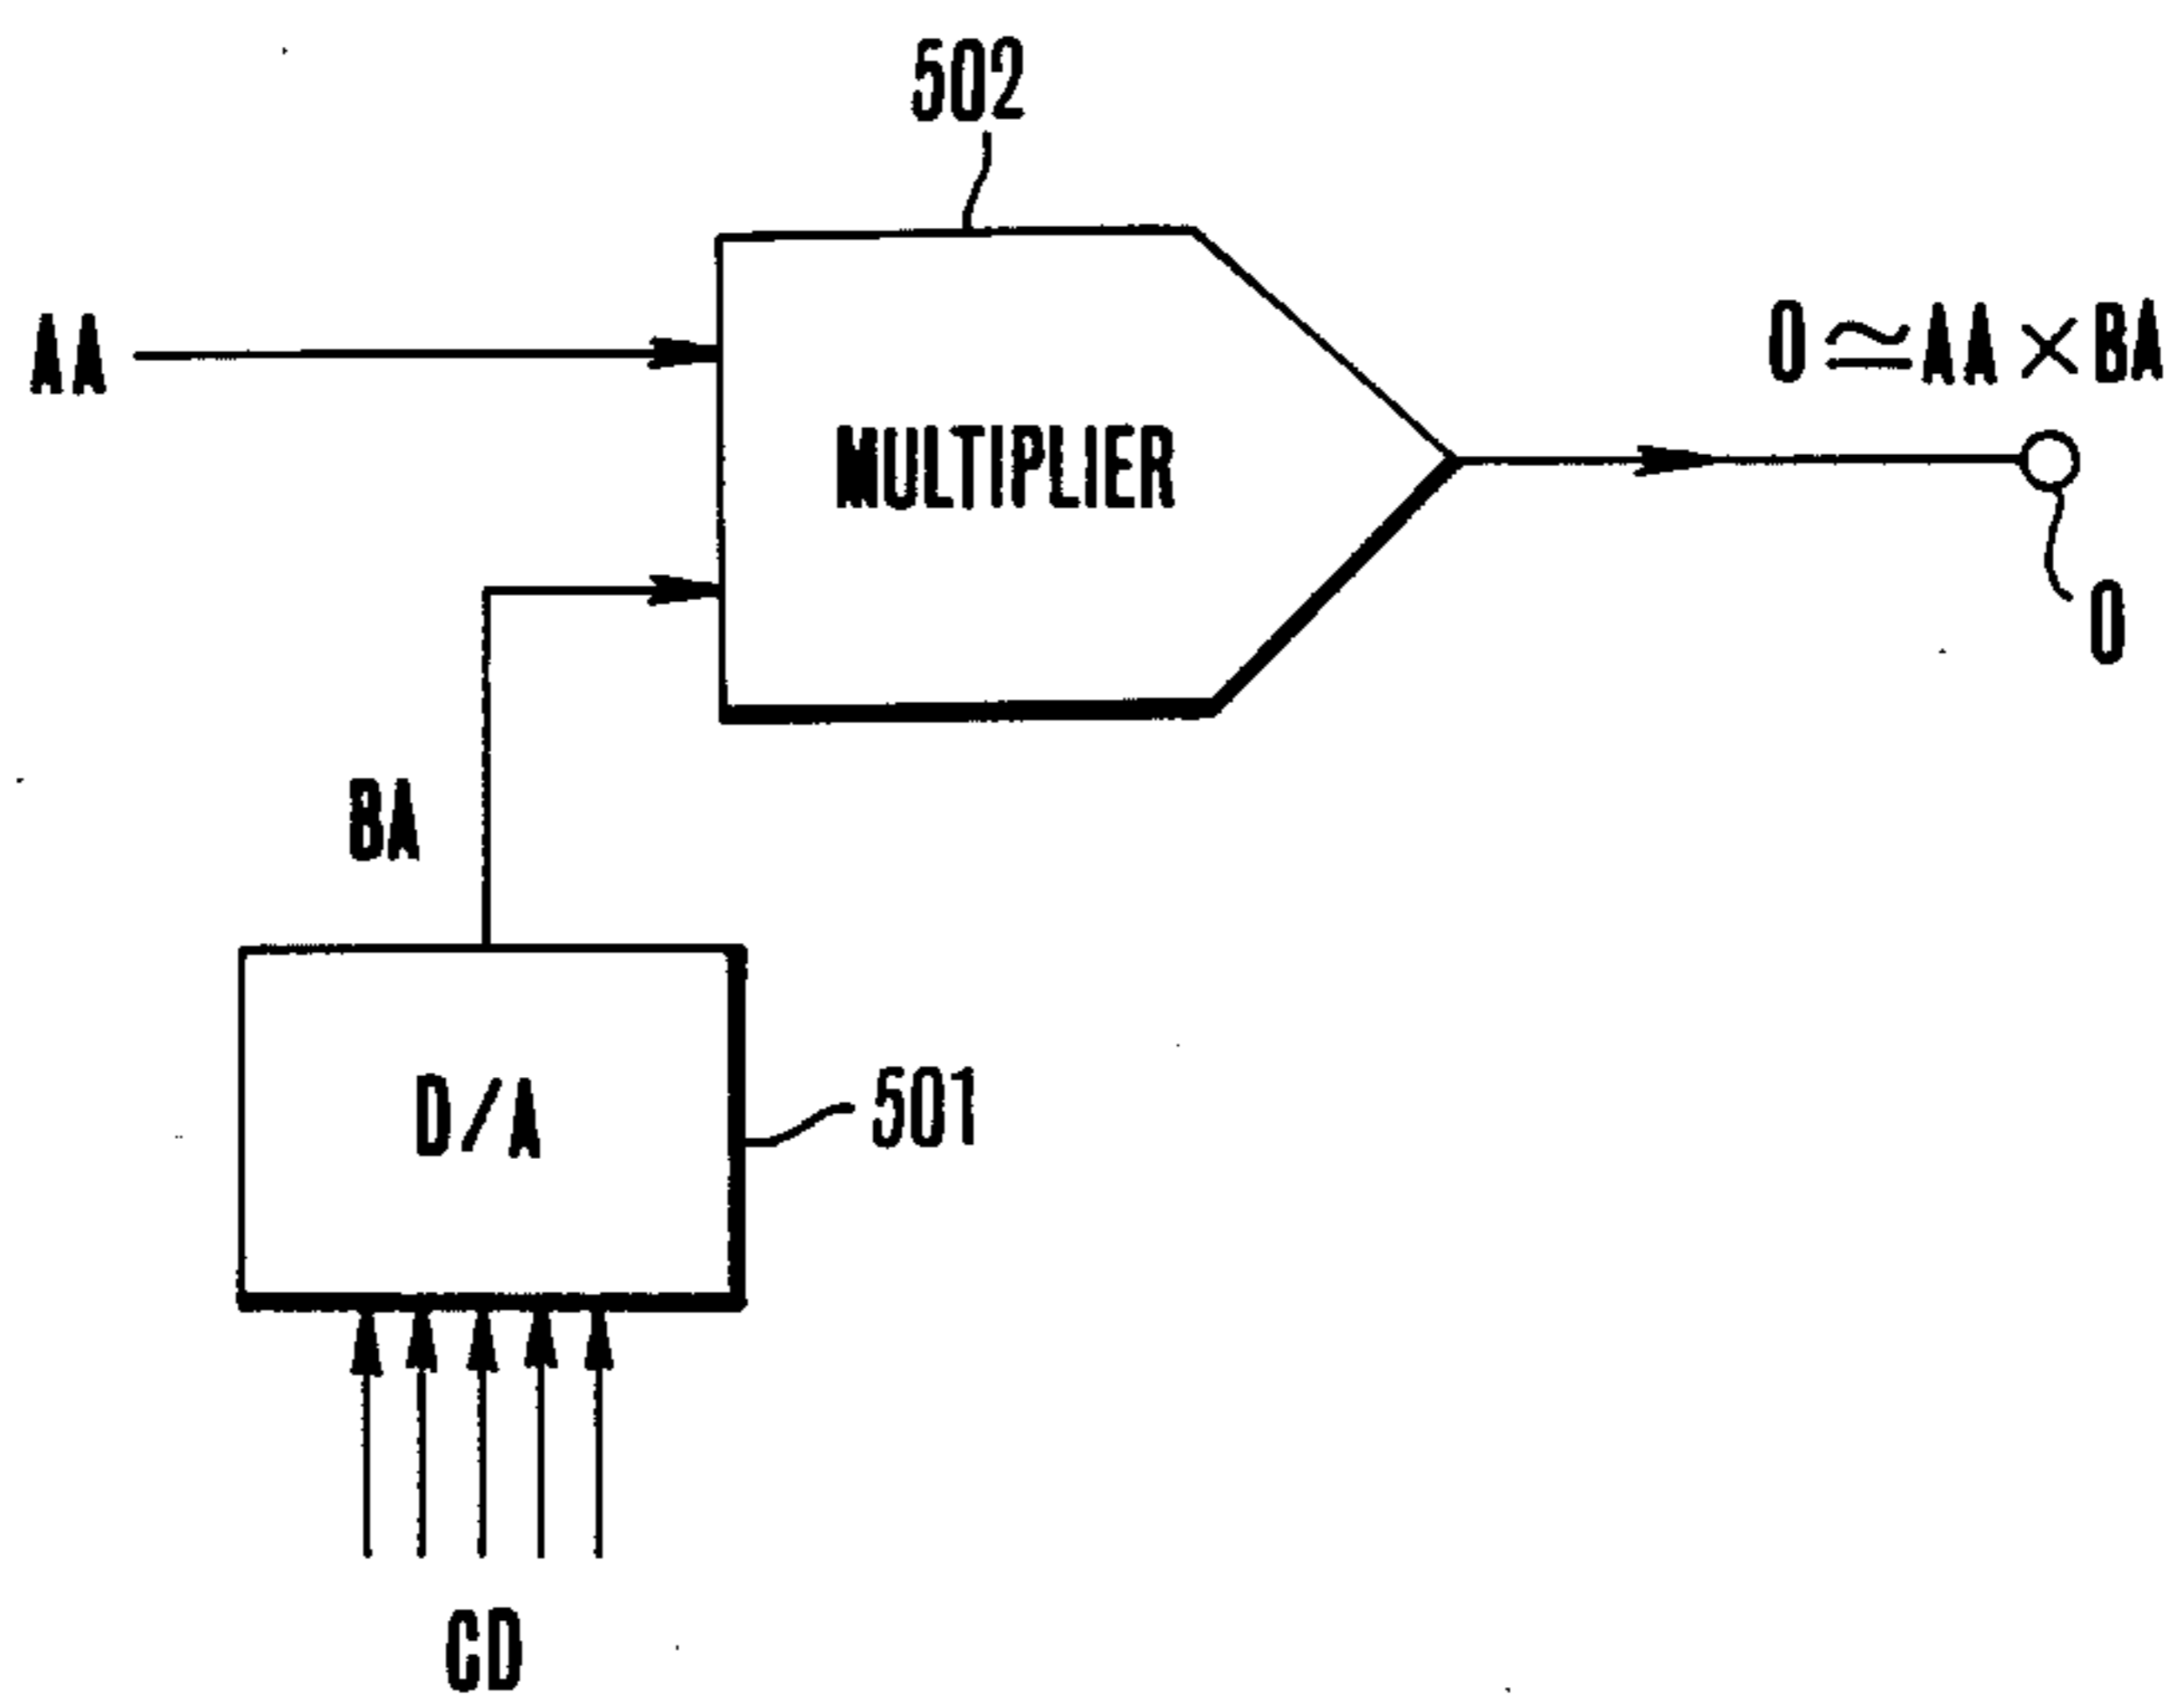 502
AA
O ≃ AA × BA
MULTIPLIER
O
BA
D/A
501
CD